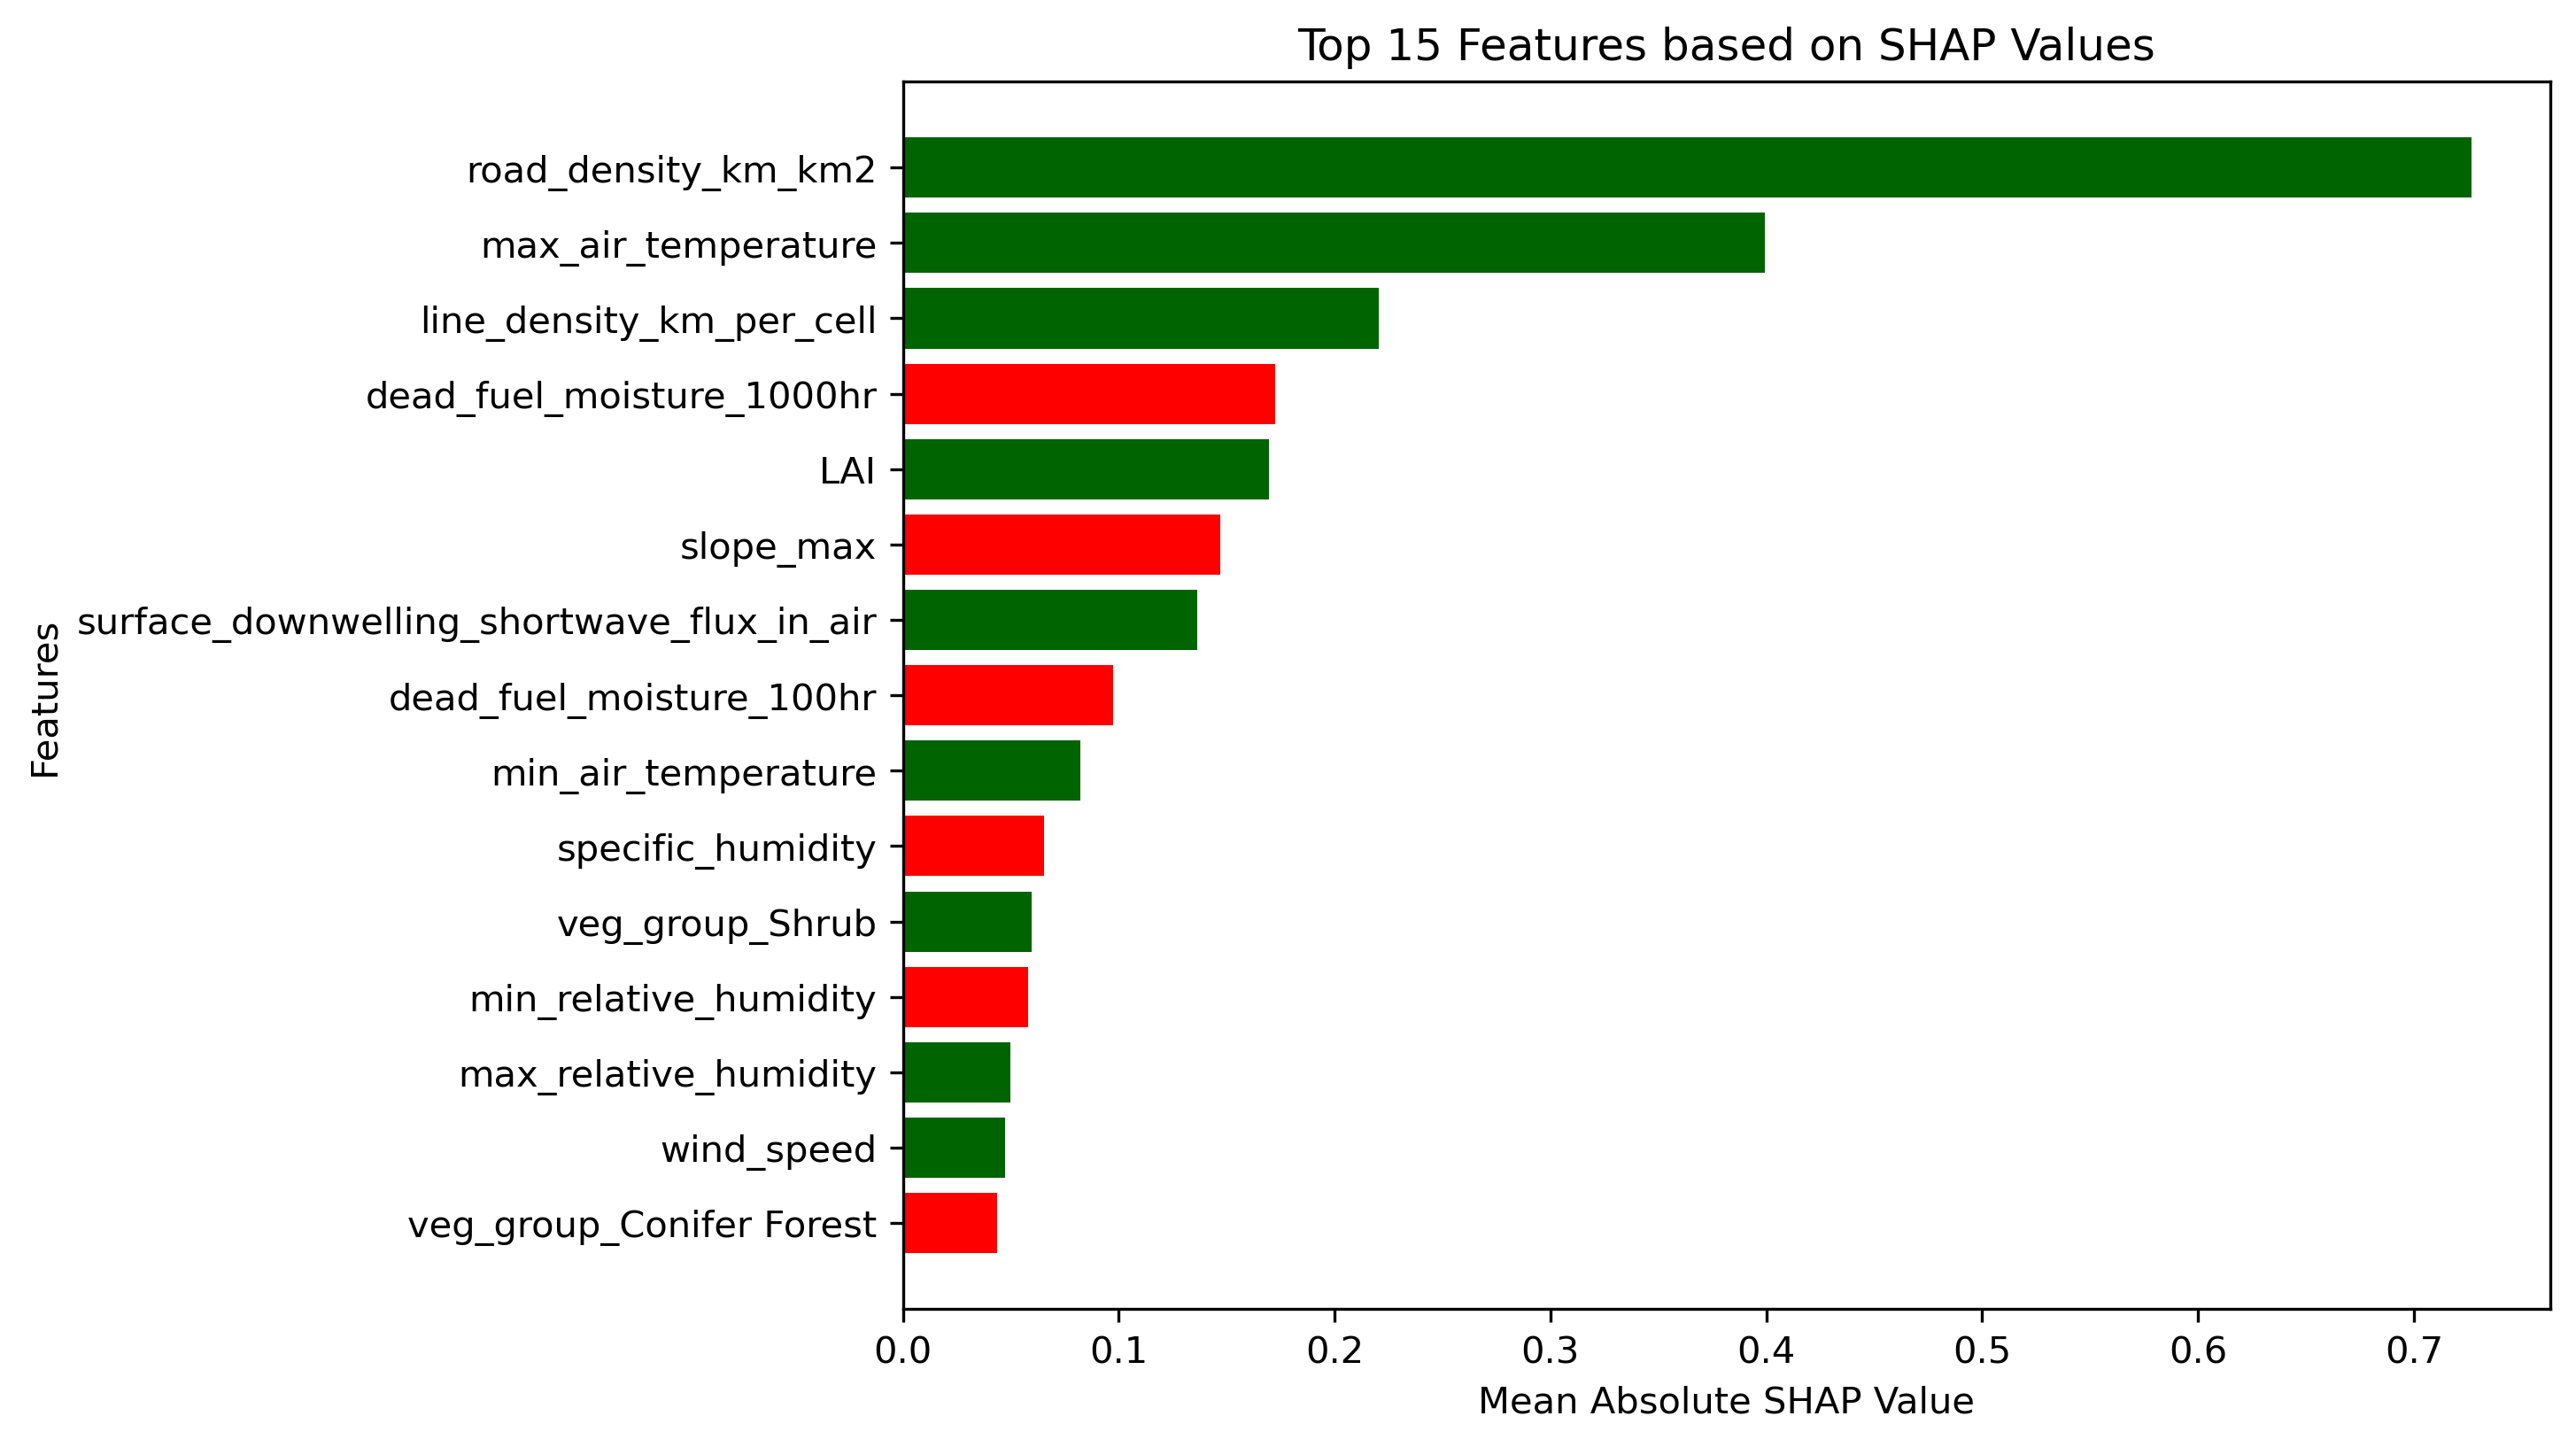 Top 15 Features based on SHAP Values
road_density_km_km2
max_air_temperature
line_density_km_per_cell
dead_fuel_moisture_1000hr
LAI
slope_max
surface_downwelling_shortwave_flux_in_air
dead_fuel_moisture_100hr
min_air_temperature
specific_humidity
veg_group_Shrub
min_relative_humidity
max_relative_humidity
wind_speed
veg_group_Conifer Forest
Features
0.0 0.1 0.2 0.3 0.4 0.5 0.6 0.7
Mean Absolute SHAP Value